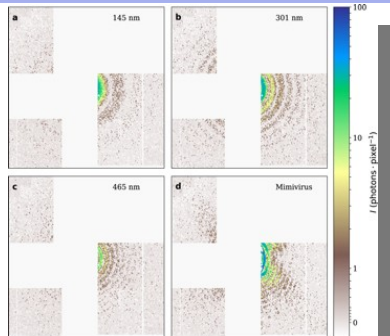 a 145 nm
b 301 nm
100
10
1
0
I (photons · pixel⁻¹)
c 465 nm
d Mimivirus